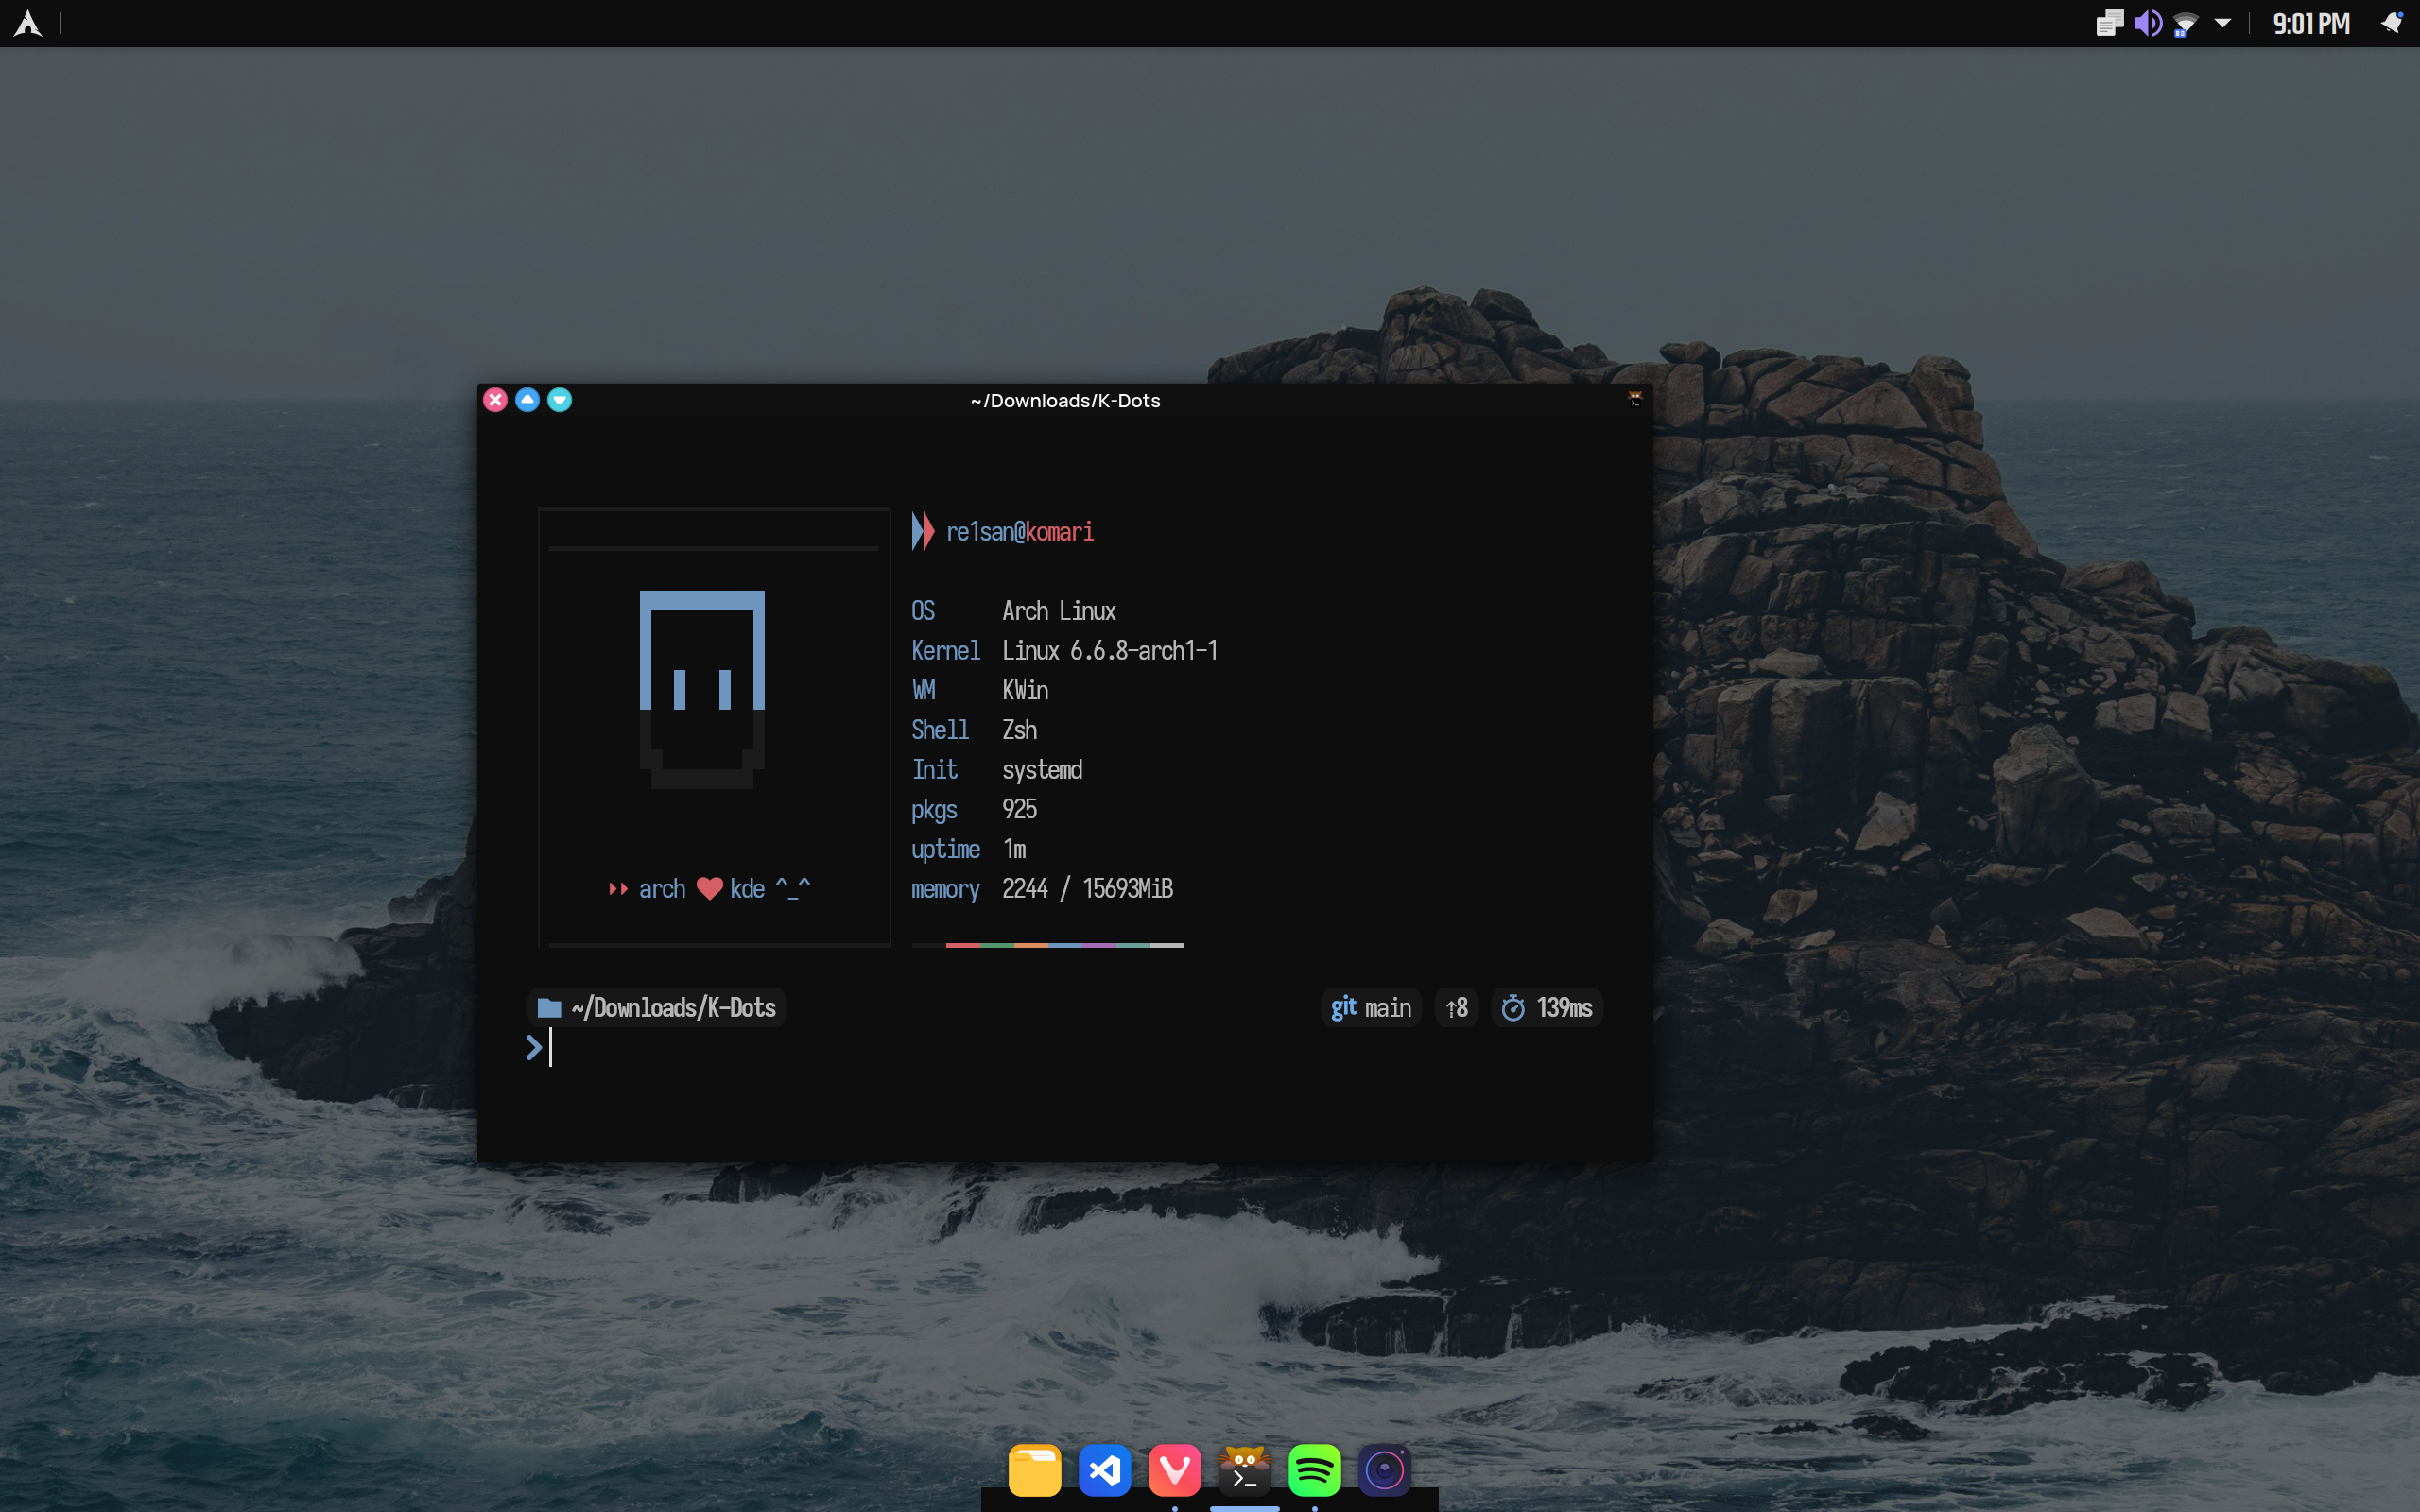 9:01 PM
~/Downloads/K-Dots
re1san@komari
OS Arch Linux
Kernel Linux 6.6.8-arch1-1
WM KWin
Shell Zsh
Init systemd
pkgs 925
uptime 1m
memory 2244 / 15693MiB
arch ♥ kde ^_^
~/Downloads/K-Dots git main ⇡8 139ms
❯